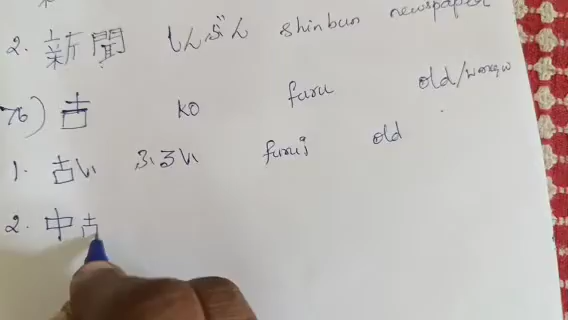 2. 新聞 しんぶん shinbun newspaper
76) 古 KO furu old/
1. 古い ふるい furui old
2. 中古